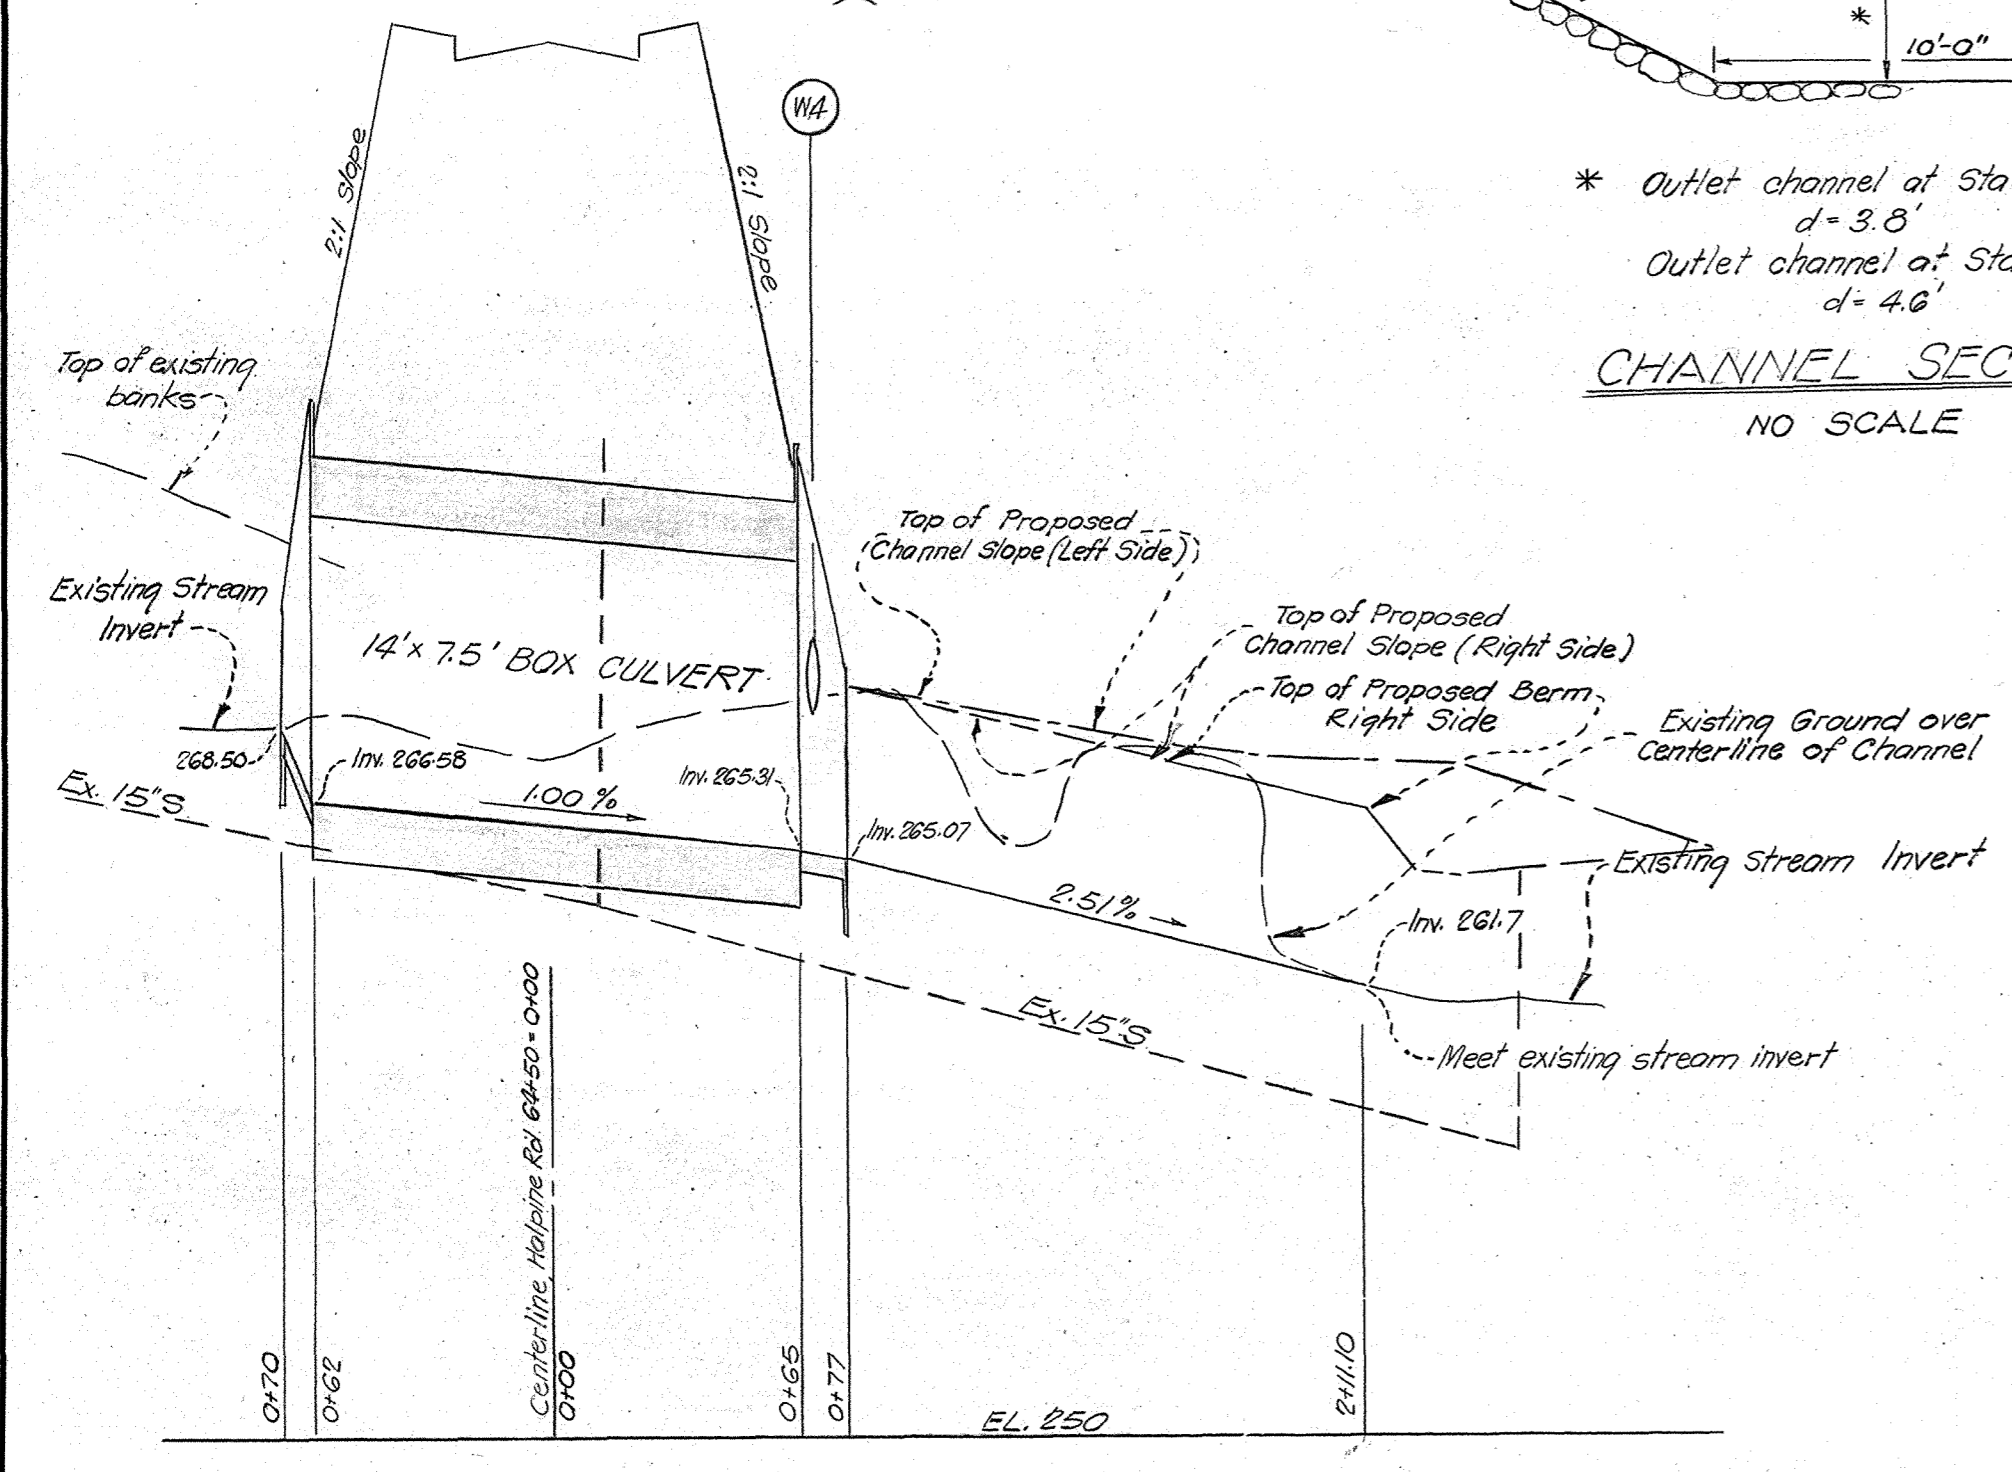 W4
2:1 Slope
2:1 Slope
*
10'-0"
* Outlet channel at Sta
d = 3.8'
Outlet channel at Sta
d = 4.6'
CHANNEL SEC
NO SCALE
Top of existing
banks
Existing Stream
Invert
14' x 7.5' BOX CULVERT
268.50
Inv. 266.58
Ex. 15"S
1.00 %
Inv. 265.31
Inv. 265.07
Top of Proposed
Channel Slope (Left Side)
Top of Proposed
Channel Slope (Right Side)
Top of Proposed Berm
Right Side
Existing Ground over
Centerline of Channel
Existing Stream Invert
2.51%
Inv. 261.7
Ex. 15"S
Meet existing stream invert
0+70
0+62
Centerline, Halpine Rd. 64+50 = 0+00
0+00
0+65
0+77
2+11.10
EL. 250